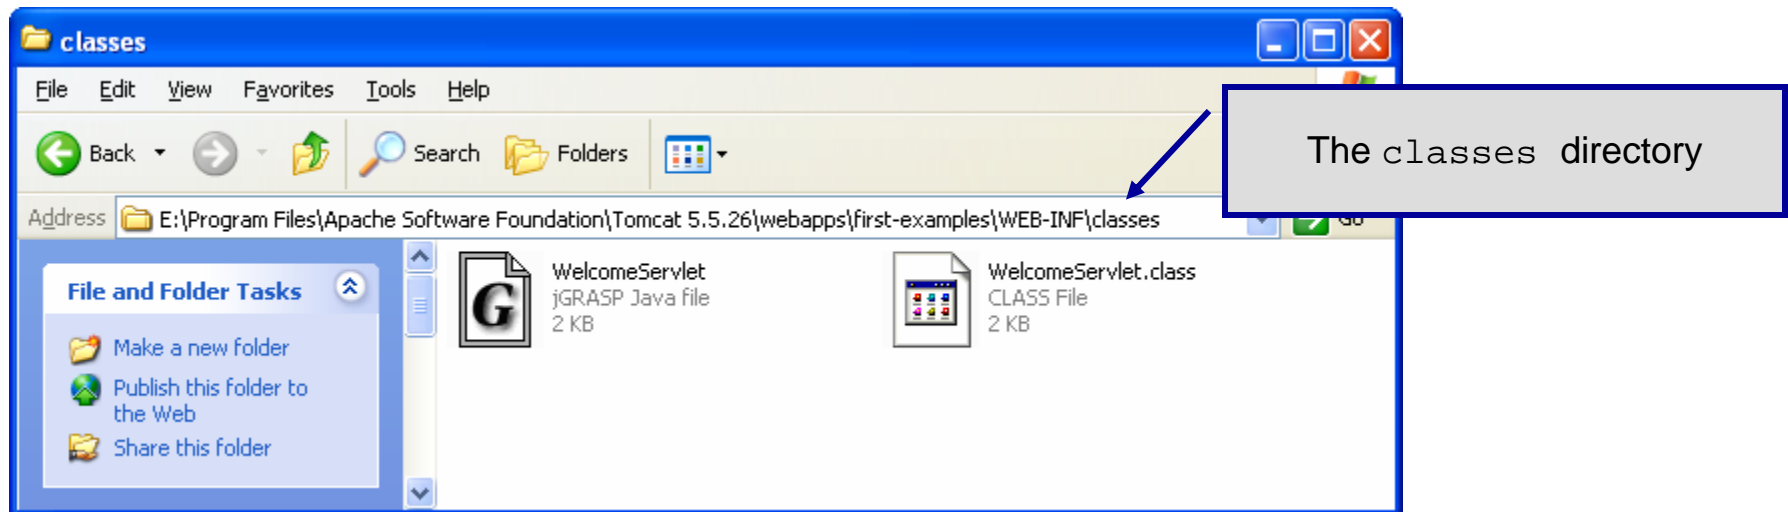 classes
File Edit View Favorites Tools Help
Back Search Folders
The classes directory
Address E:\Program Files\Apache Software Foundation\Tomcat 5.5.26\webapps\first-examples\WEB-INF\classes Go
File and Folder Tasks
Make a new folder
Publish this folder to
the Web
Share this folder
WelcomeServlet
jGRASP Java file
2 KB
WelcomeServlet.class
CLASS File
2 KB